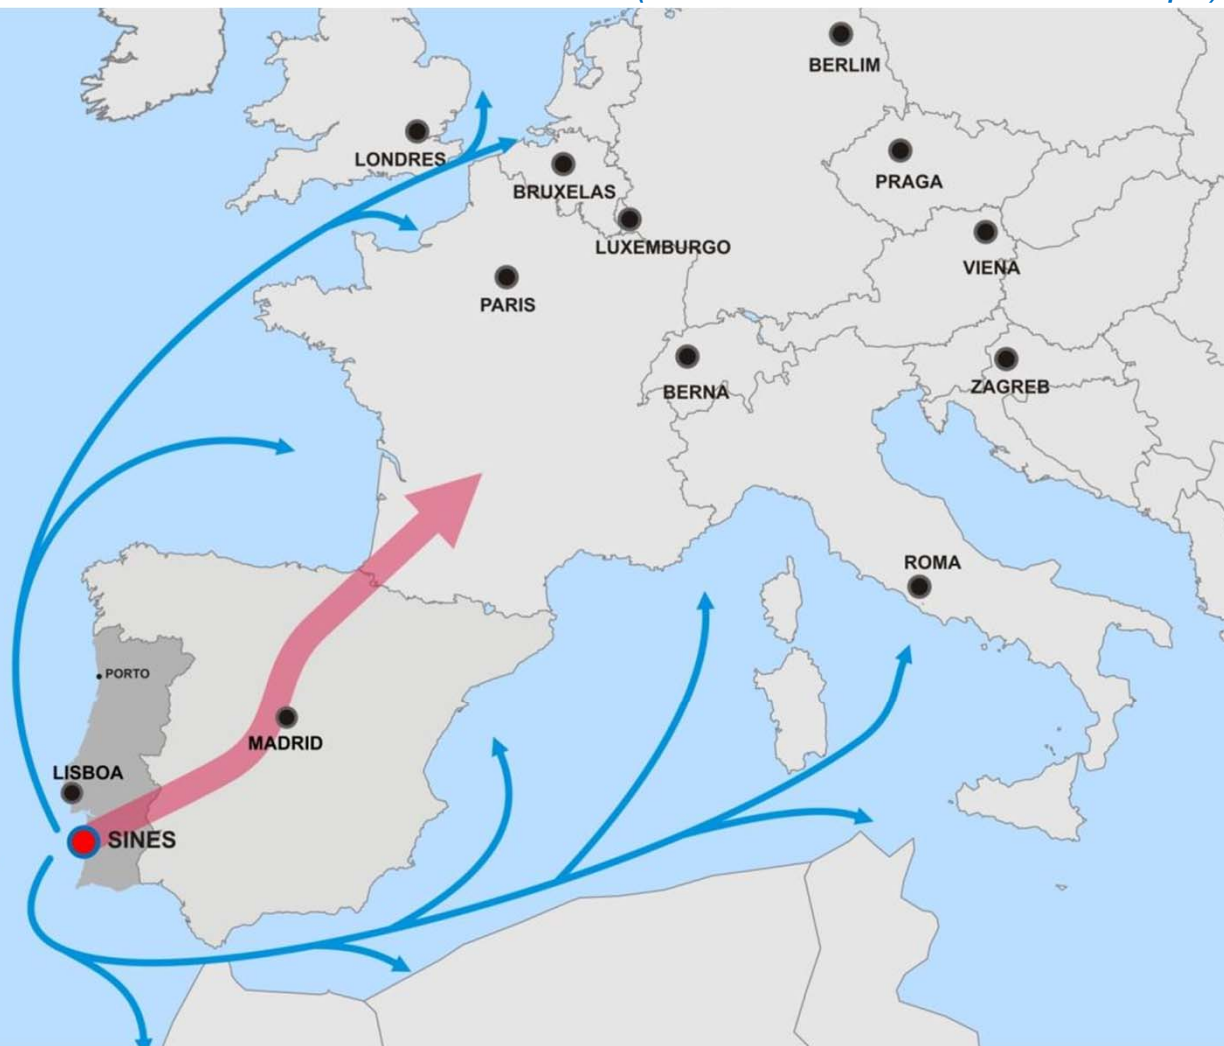 BERLIM
LONDRES
PRAGA
BRUXELAS
LUXEMBURGO
VIENA
PARIS
BERNA
ZAGREB
ROMA
PORTO
MADRID
LISBOA
SINES